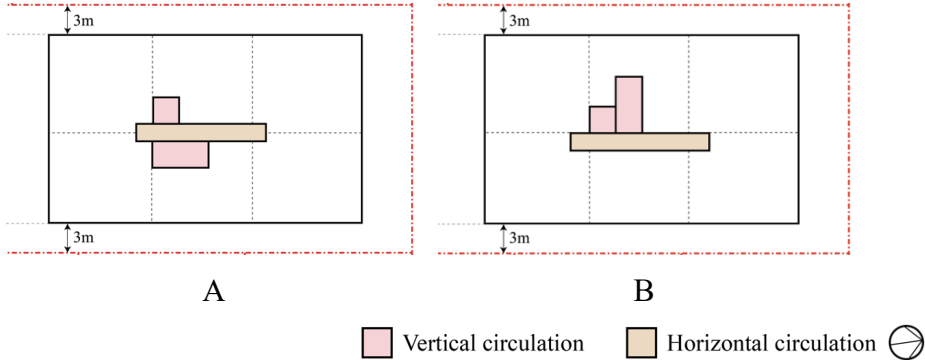 3m
3m
3m
3m
A
B
Vertical circulation
Horizontal circulation